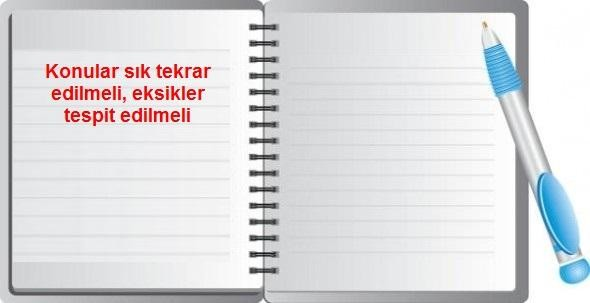 Konular sık tekrar
edilmeli, eksikler
tespit edilmeli